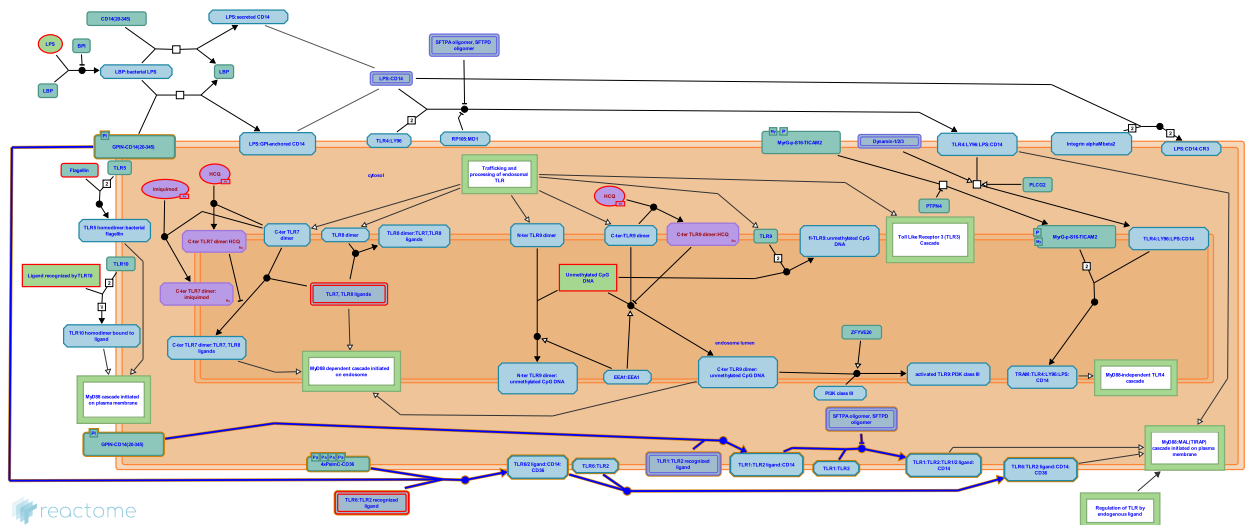 CD14(20-345)
LPS:secreted CD14
LPS
BPI
LBP:bacterial LPS
LBP
LBP
SFTPA oligomer, SFTPD
oligomer
LPS:CD14
2
PI
GPIN-CD14(20-345)
LPS:GPI-anchored CD14
TLR4:LY96
RP105:MD1
MyrG-p-S16-TICAM2
Dynamin-1/2/3
TLR4:LY96:LPS:CD14
Integrin alphaMbeta2
2
2
LPS:CD14:CR3
Flagellin
TLR5
2
imiquimod
HCQ
cytosol
Trafficking
and
processing of endosomal
TLR
HCQ
PLCG2
PTPN4
TLR5 homodimer:bacterial
flagellin
C-ter TLR7 dimer:HCQ
C-ter TLR7
dimer
TLR8 dimer
TLR8 dimer:TLR7,TLR8
ligands
N-ter TLR9 dimer
C-ter-TLR9 dimer
C-ter TLR9 dimer:HCQ
TLR9
2
fl-TLR9:unmethylated CpG
DNA
Toll Like Receptor 3 (TLR3)
Cascade
MyrG-p-S16-TICAM2
TLR4:LY96:LPS:CD14
2
Ligand recognized by TLR10
TLR10
2
C-ter TLR7 dimer:
imiquimod
TLR7, TLR8 ligands
Unmethylated CpG
DNA
TLR10 homodimer bound to
ligand
C-ter TLR7 dimer:TLR7, TLR8
ligands
endosome lumen
ZFYVE20
MyD88 cascade initiated
on plasma membrane
MyD88 dependent cascade initiated
on endosome
N-ter TLR9 dimer:
unmethylated CpG DNA
EEA1:EEA1
C-ter TLR9 dimer:
unmethylated CpG DNA
PI3K class III
activated TLR9:PI3K class III
TRAM:TLR4:LY96:LPS:
CD14
MyD88-independent TLR4
cascade
PI
GPIN-CD14(20-345)
SFTPA oligomer, SFTPD
oligomer
4xPalmC-CD36
TLR6/2 ligand:CD14:
CD36
TLR6:TLR2
TLR1:TLR2 recognized
ligand
TLR1:TLR2 ligand:CD14
TLR1:TLR2
TLR1:TLR2:TLR1/2 ligand:
CD14
TLR6:TLR2:ligand:CD14:
CD36
MyD88:MAL(TIRAP)
cascade initiated on plasma
membrane
TLR6:TLR2 recognized
ligand
Regulation of TLR by
endogenous ligand
reactome